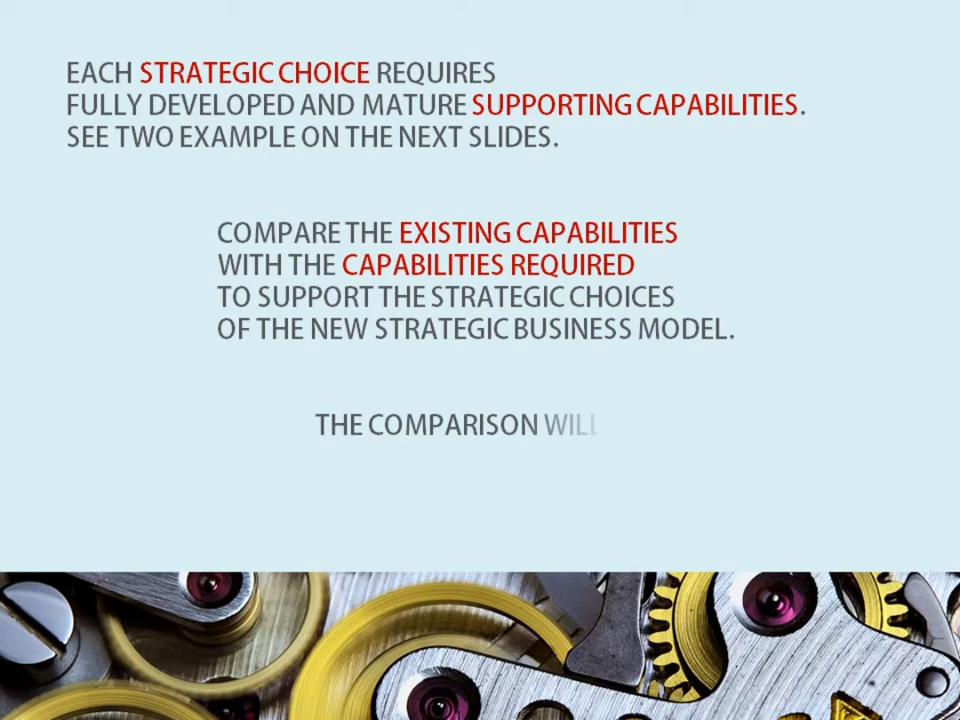 EACH STRATEGIC CHOICE REQUIRES
FULLY DEVELOPED AND MATURE SUPPORTING CAPABILITIES.
SEE TWO EXAMPLE ON THE NEXT SLIDES.
COMPARE THE EXISTING CAPABILITIES
WITH THE CAPABILITIES REQUIRED
TO SUPPORT THE STRATEGIC CHOICES
OF THE NEW STRATEGIC BUSINESS MODEL.
THE COMPARISON WILL